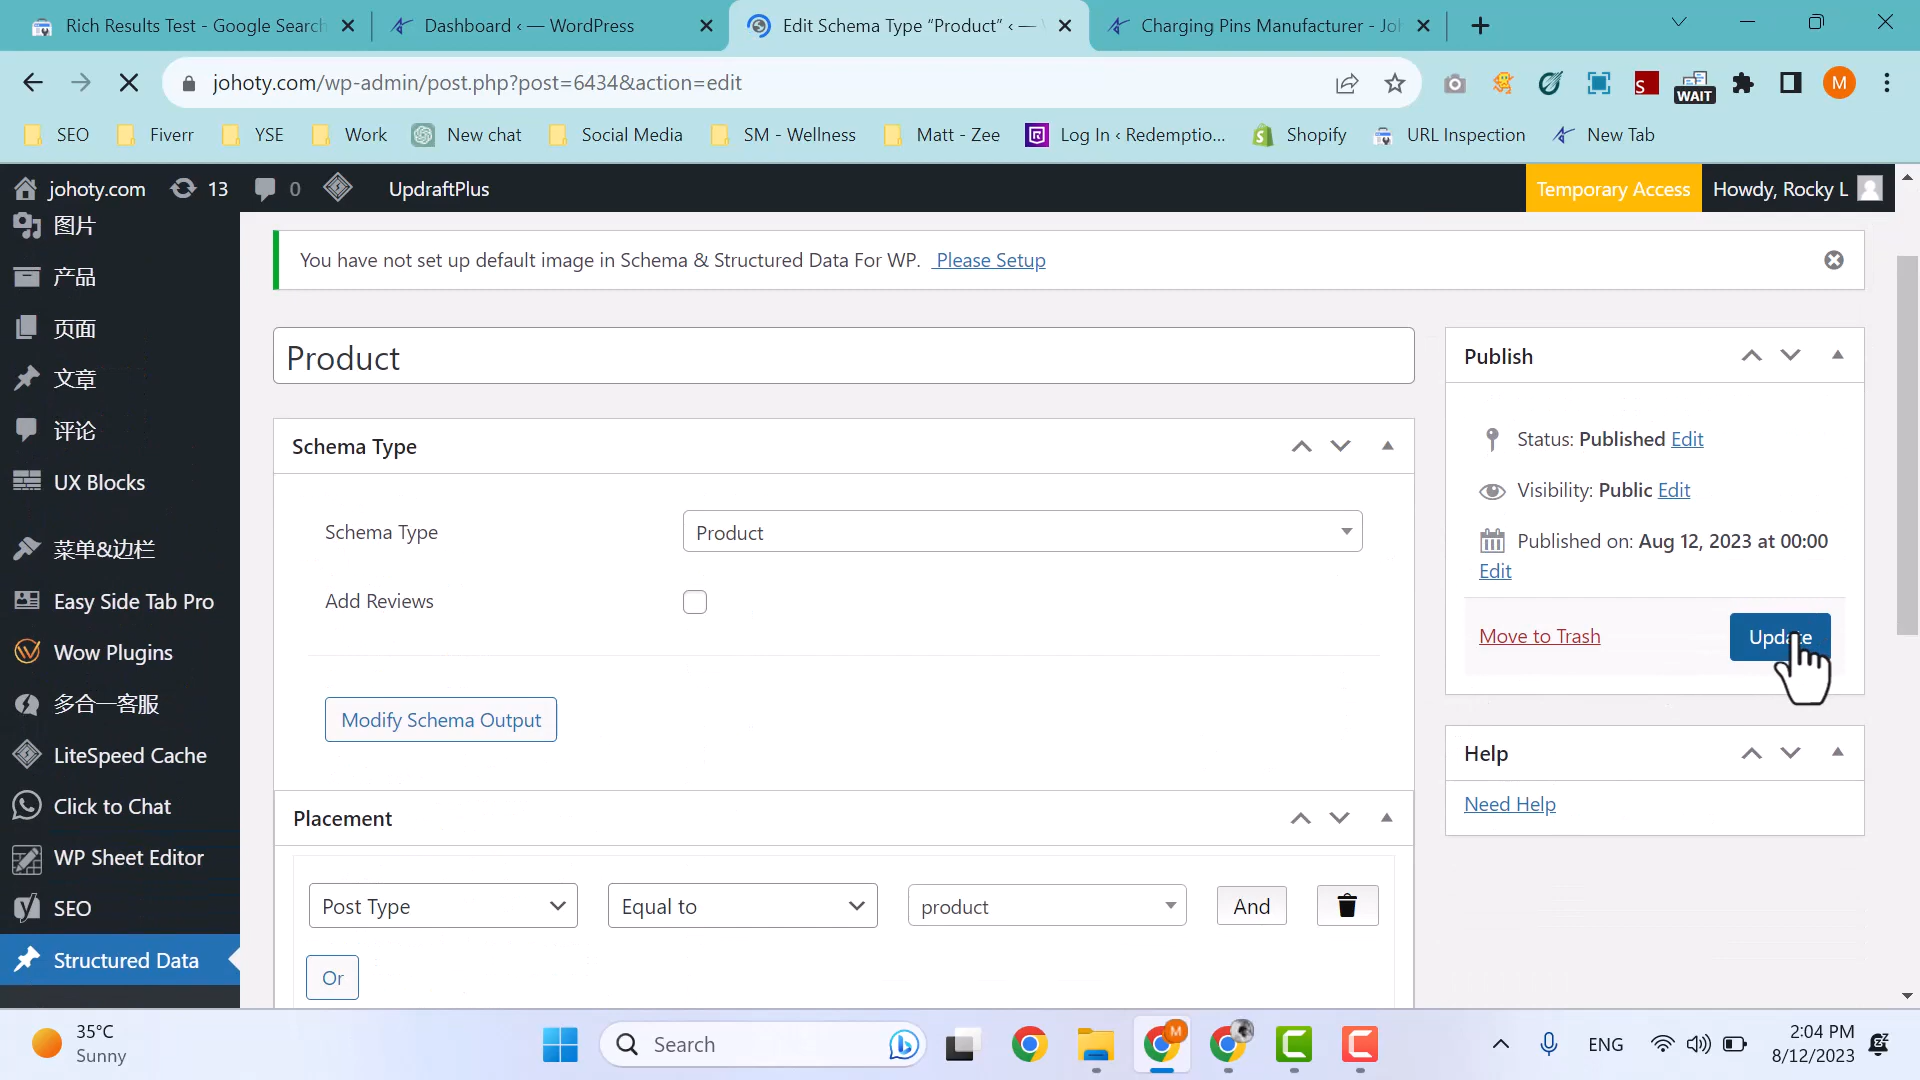 Rich Results Test - Google Search
Dashboard ‹ — WordPress
Edit Schema Type “Product” ‹ —
Charging Pins Manufacturer - Joh
johoty.com/wp-admin/post.php?post=6434&action=edit
S
WAIT
M
SEO
Fiverr
YSE
Work
New chat
Social Media
SM - Wellness
Matt - Zee
Log In ‹ Redemptio...
Shopify
URL Inspection
New Tab
johoty.com
13
0
UpdraftPlus
Temporary Access
Howdy, Rocky L
图片
产品
页面
文章
评论
UX Blocks
菜单&边栏
Easy Side Tab Pro
Wow Plugins
多合一客服
LiteSpeed Cache
Click to Chat
WP Sheet Editor
SEO
Structured Data
You have not set up default image in Schema & Structured Data For WP. Please Setup
Product
Schema Type
Schema Type
Product
Add Reviews
Modify Schema Output
Placement
Post Type
Equal to
product
And
Or
Publish
Status: Published Edit
Visibility: Public Edit
Published on: Aug 12, 2023 at 00:00
Edit
Move to Trash
Update
Help
Need Help
35°C
Sunny
Search
M
ENG
2:04 PM
8/12/2023